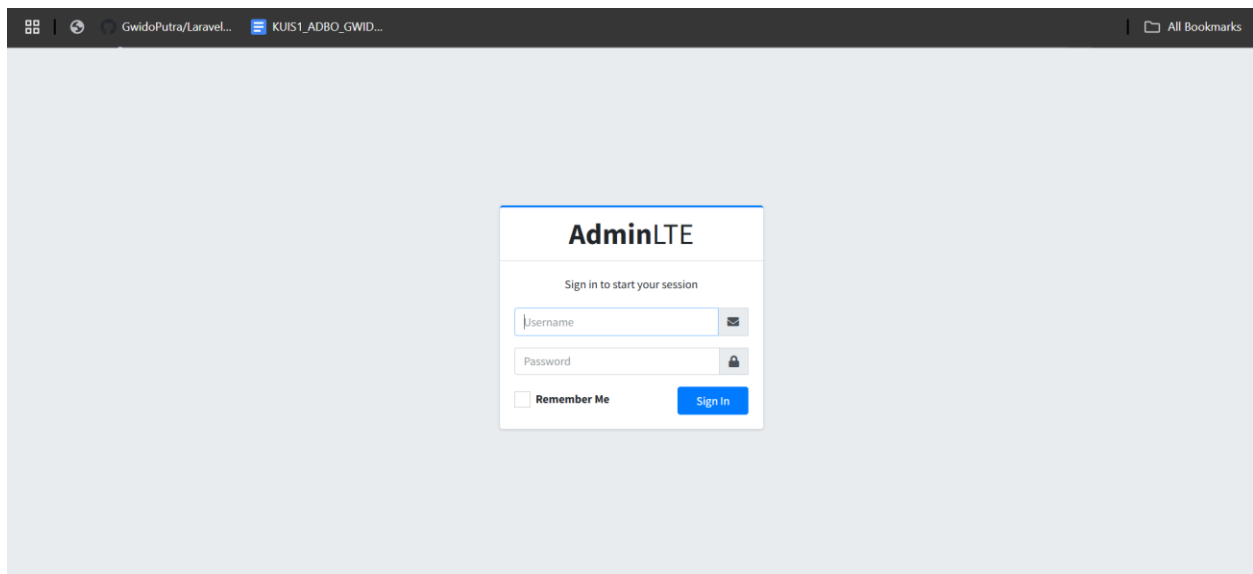 GwidoPutra/Laravel... KUIS1_ADBO_GWID... All Bookmarks
AdminLTE
Sign in to start your session
Username
Password
Remember Me Sign In